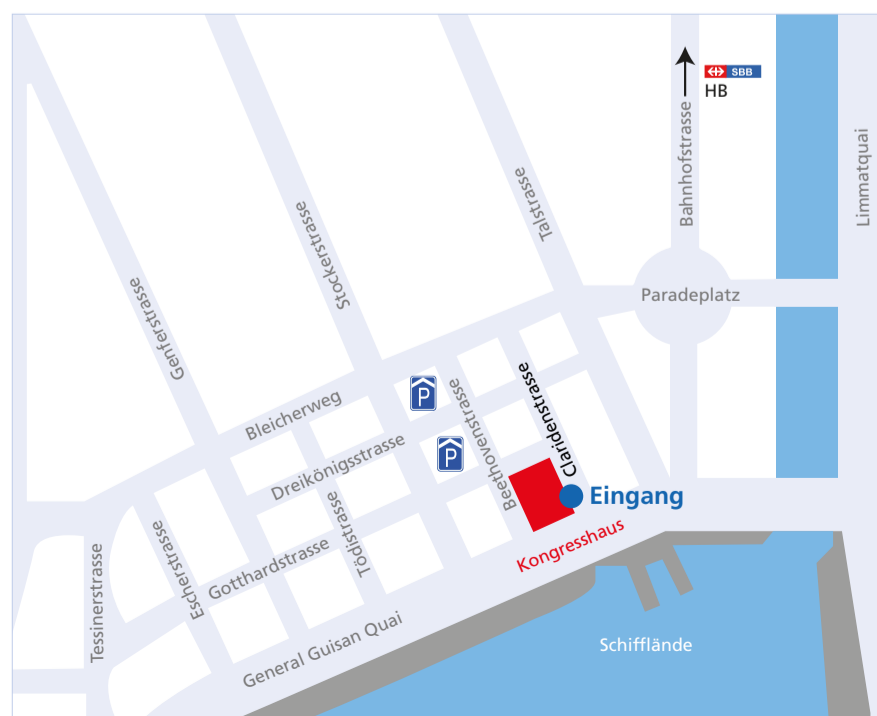 SBB
HB
Bahnhofstrasse
Limmatquai
Talstrasse
Stockerstrasse
Genferstrasse
Paradeplatz
Claridenstrasse
Bleicherweg
P
Beethovenstrasse
Dreikönigsstrasse
P
Eingang
Kongresshaus
Tödistrasse
Gotthardstrasse
Escherstrasse
Tessinerstrasse
General Guisan Quai
Schifflände